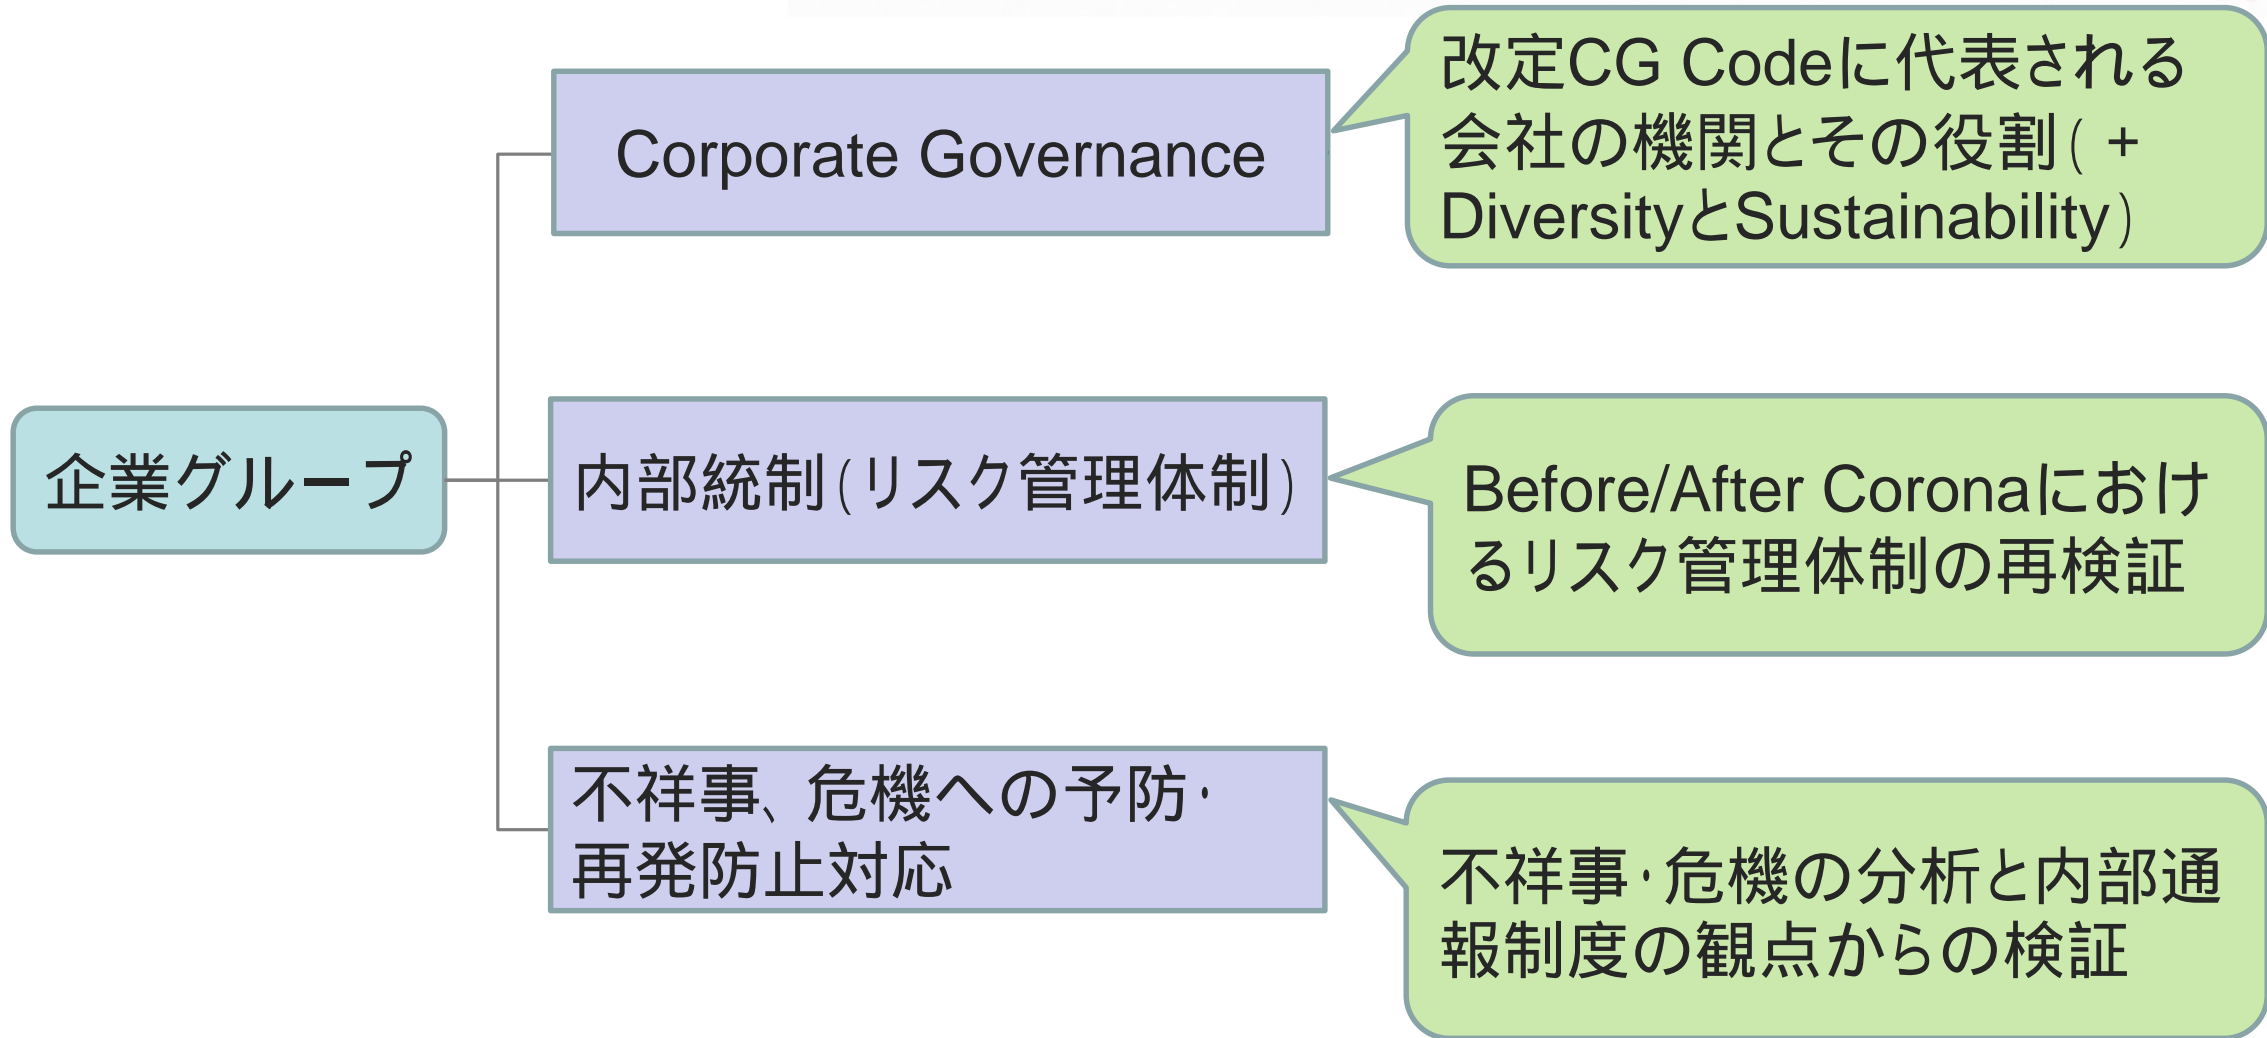 Corporate Governance
改定CG Codeに代表される
会社の機関とその役割(+
DiversityとSustainability)
企業グループ
内部統制(リスク管理体制)
Before/After Coronaにおけ
るリスク管理体制の再検証
不祥事、危機への予防・
再発防止対応
不祥事・危機の分析と内部通
報制度の観点からの検証